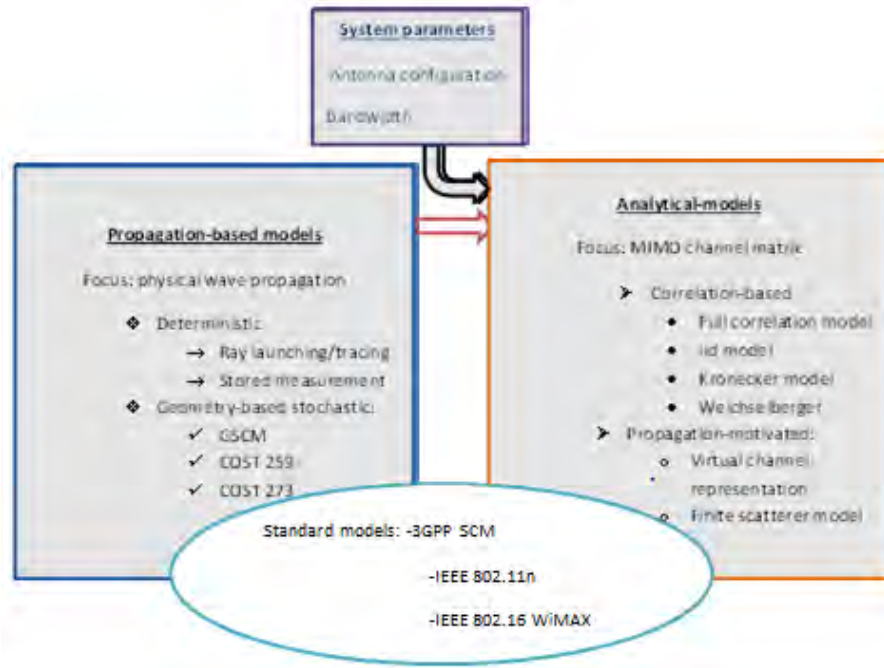 System parameters
Antenna configuration
Bandwidth
Propagation-based models
Focus: physical wave propagation
❖ Deterministic
→ Ray launching/tracing
→ Stored measurement
❖ Geometry-based stochastic:
✓ GSCM
✓ COST 259
✓ COST 273
Analytical-models
Focus: MIMO channel matrix
➤ Correlation-based
• Full correlation model
• iid model
• Kronecker model
• Weichselberger
➤ Propagation-motivated:
o Virtual channel
representation
o Finite scatterer model
Standard models: -3GPP SCM
-IEEE 802.11n
-IEEE 802.16 WiMAX